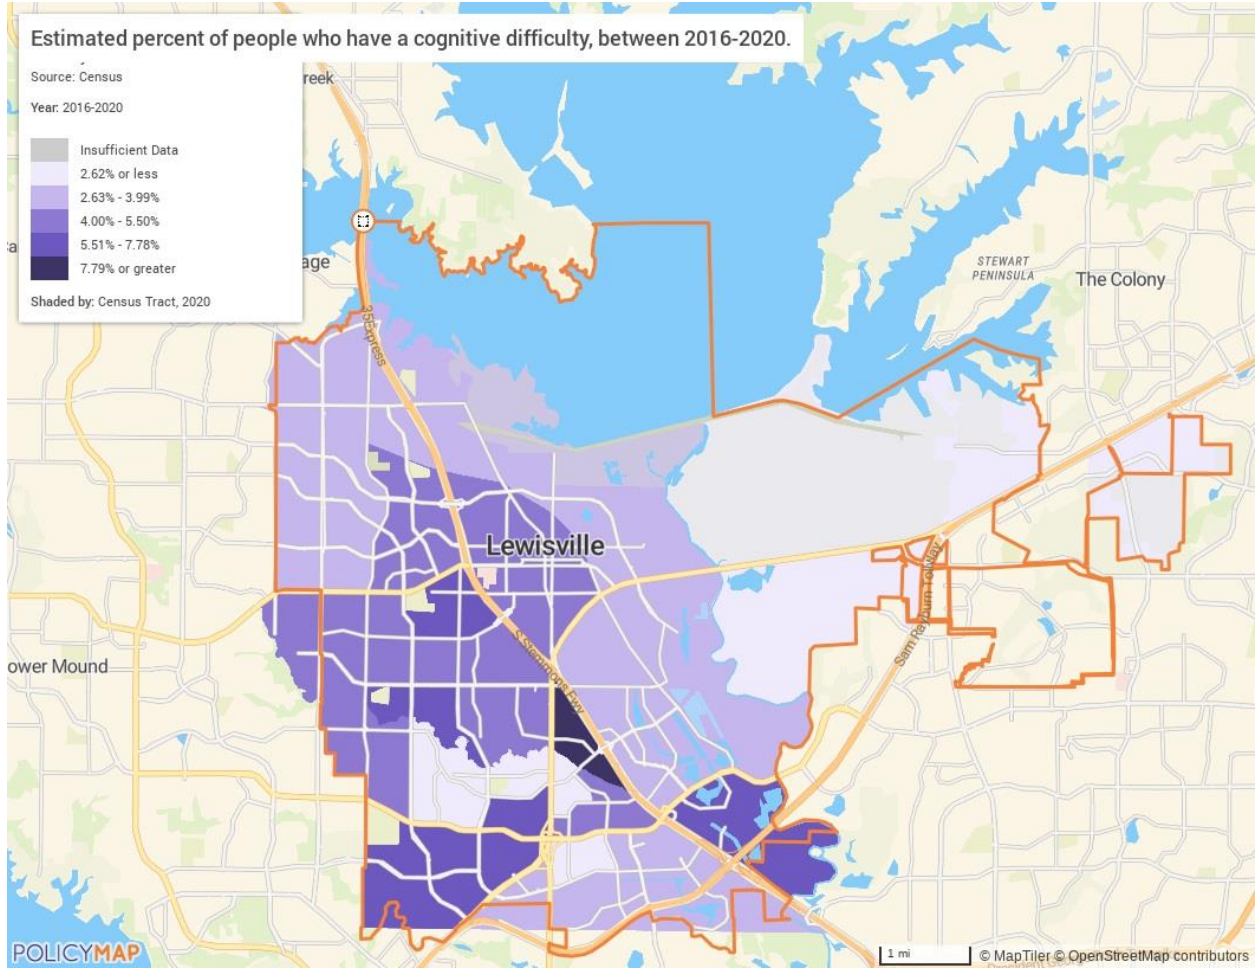 Estimated percent of people who have a cognitive difficulty, between 2016-2020.
Source: Census
reek
Year: 2016-2020
Insufficient Data
2.62% or less
2.63% - 3.99%
4.00% - 5.50%
5.51% - 7.78%
7.79% or greater
Shaded by: Census Tract, 2020
age
STEWART
PENINSULA
The Colony
35Express
Lewisville
Sam Rayburn Tollway
S Stemmons Fwy
ower Mound
POLICYMAP
1 mi
© MapTiler © OpenStreetMap contributors